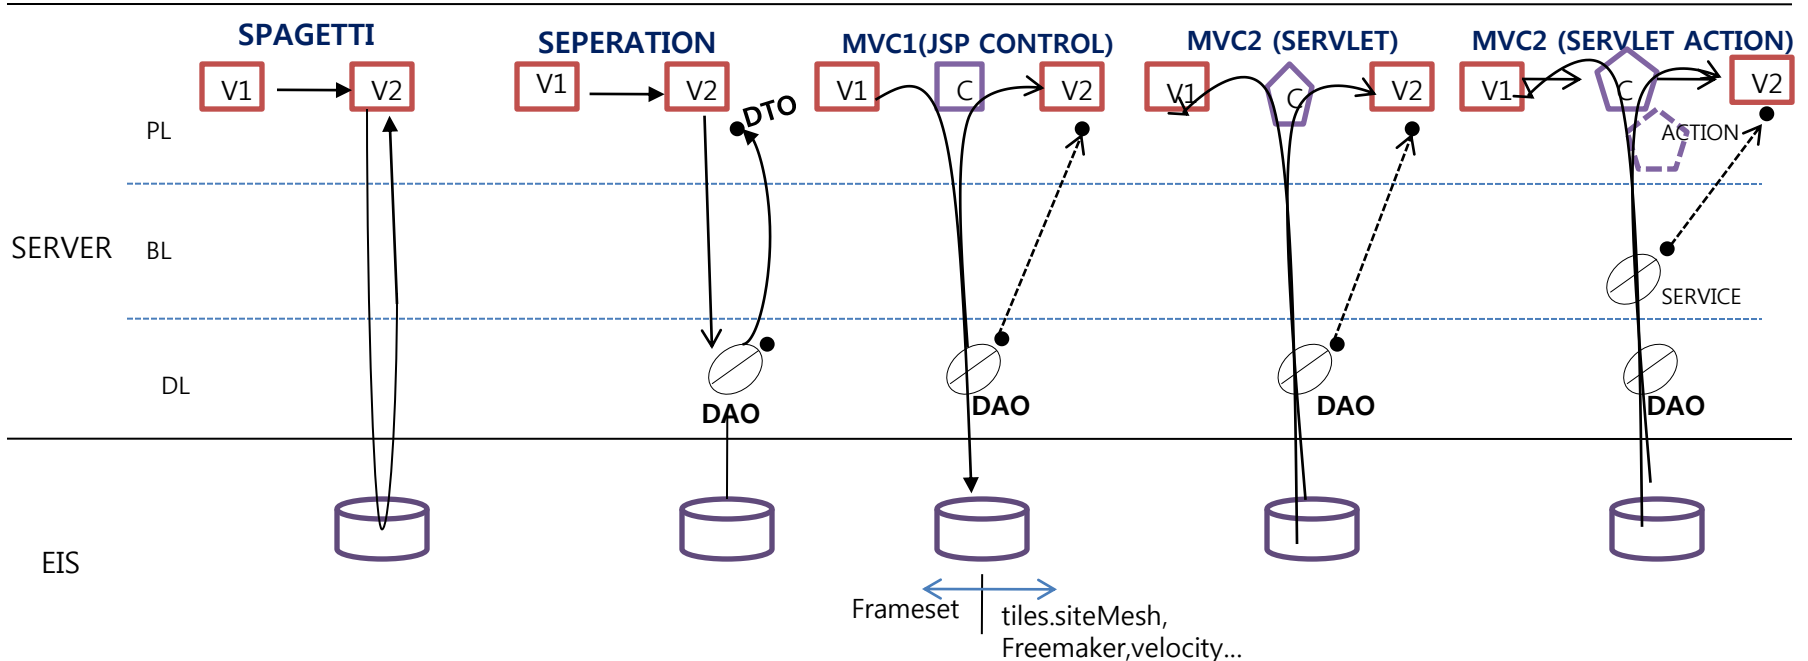 SPAGETTI
SEPERATION
MVC1(JSP CONTROL)
MVC2 (SERVLET)
MVC2 (SERVLET ACTION)
V1
V2
V1
V2
V1
C
V2
V1
C
V2
V1
C
V2
DTO
PL
ACTION
SERVER
BL
SERVICE
DL
DAO
DAO
DAO
DAO
EIS
Frameset
tiles.siteMesh,
Freemaker,velocity...